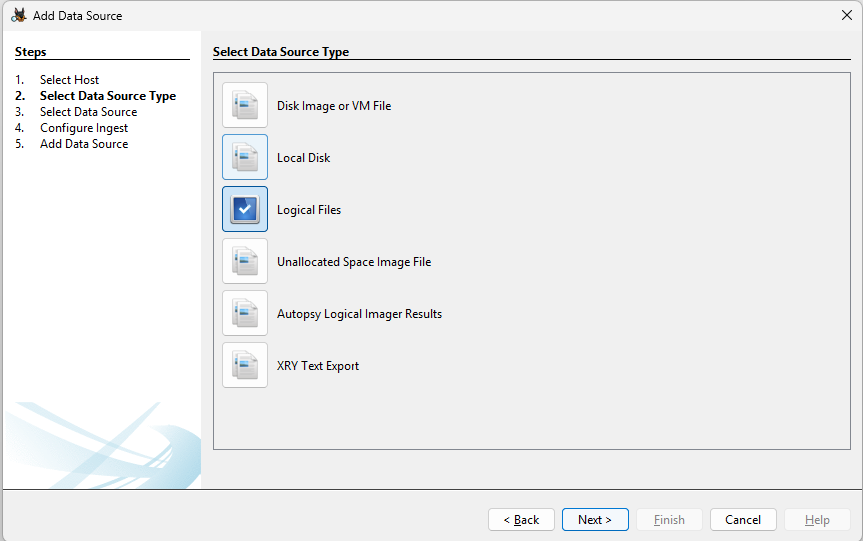 Add Data Source
Steps
1. Select Host
2. Select Data Source Type
3. Select Data Source
4. Configure Ingest
5. Add Data Source
Select Data Source Type
Disk Image or VM File
Local Disk
Logical Files
Unallocated Space Image File
Autopsy Logical Imager Results
XRY Text Export
< Back
Next >
Finish
Cancel
Help